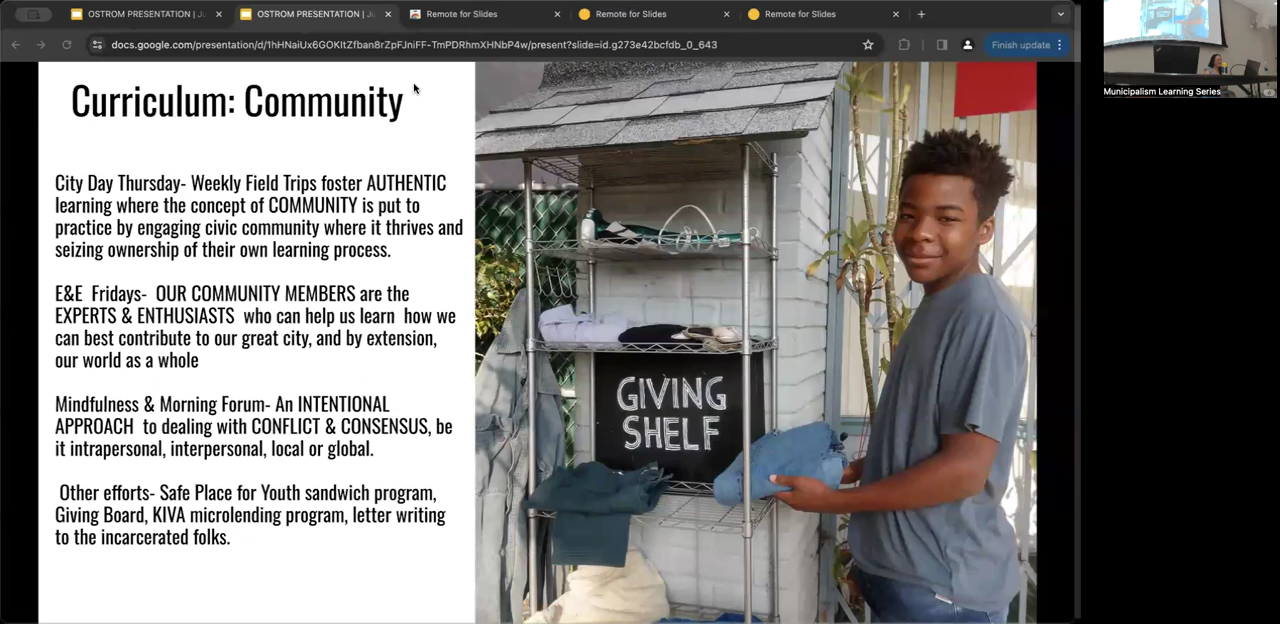 OSTROM PRESENTATION | Ju
OSTROM PRESENTATION | Ju
Remote for Slides
Remote for Slides
Remote for Slides
docs.google.com/presentation/d/1hHNaiUx6GOKItZfban8rZpFJniFF-TmPDRhmXHNbP4w/present?slide=id.g273e42bcfdb_0_643
Finish update
Municipalism Learning Series
Curriculum: Community
City Day Thursday- Weekly Field Trips foster AUTHENTIC
learning where the concept of COMMUNITY is put to
practice by engaging civic community where it thrives and
seizing ownership of their own learning process.
E&E Fridays- OUR COMMUNITY MEMBERS are the
EXPERTS & ENTHUSIASTS who can help us learn how we
can best contribute to our great city, and by extension,
our world as a whole
Mindfulness & Morning Forum- An INTENTIONAL
APPROACH to dealing with CONFLICT & CONSENSUS, be
it intrapersonal, interpersonal, local or global.
Other efforts- Safe Place for Youth sandwich program,
Giving Board, KIVA microlending program, letter writing
to the incarcerated folks.
GIVING
SHELF